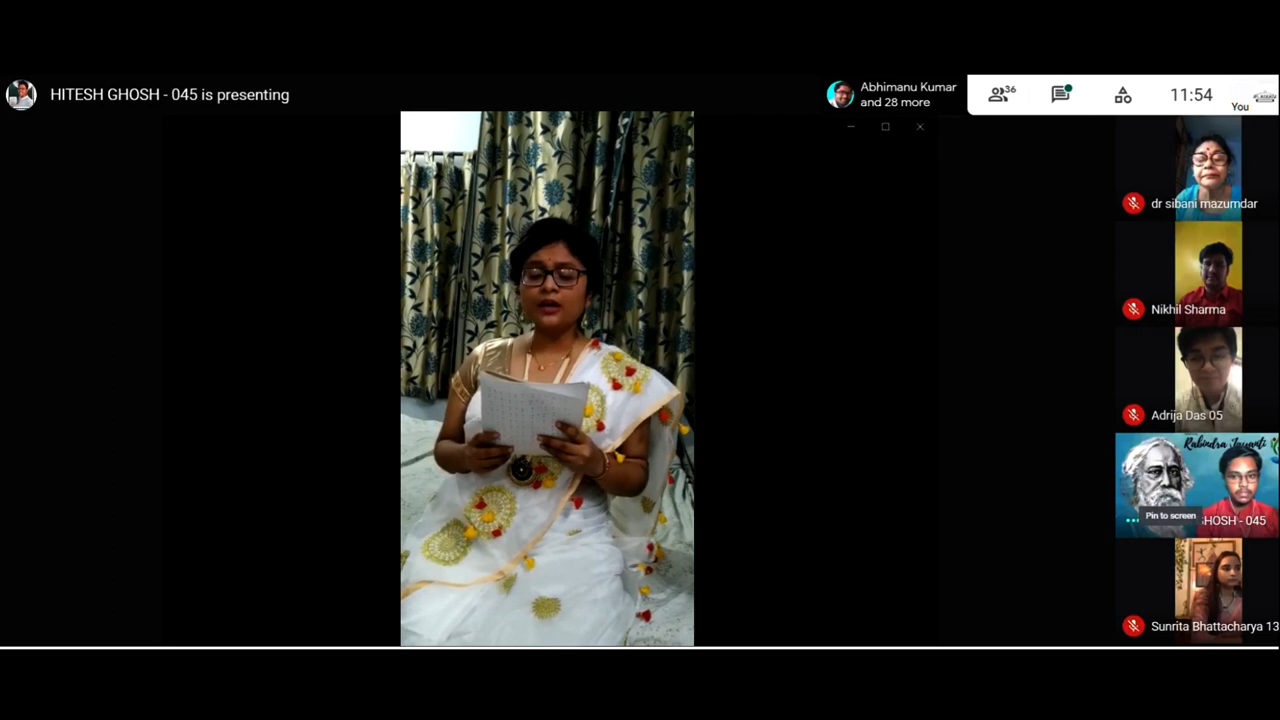 HITESH GHOSH - 045 is presenting
Abhimanu Kumar
and 28 more
36
11:54
You
dr sibani mazumdar
Nikhil Sharma
Adrija Das 05
Rabindra Jayanti
Pin to screen
GHOSH - 045
Sunrita Bhattacharya 13